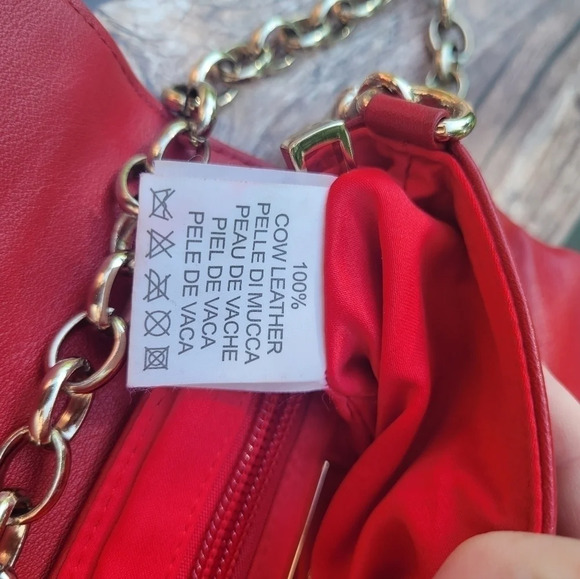 100%
COW LEATHER
PELLE DI MUCCA
PEAU DE VACHE
PIEL DE VACA
PELE DE VACA